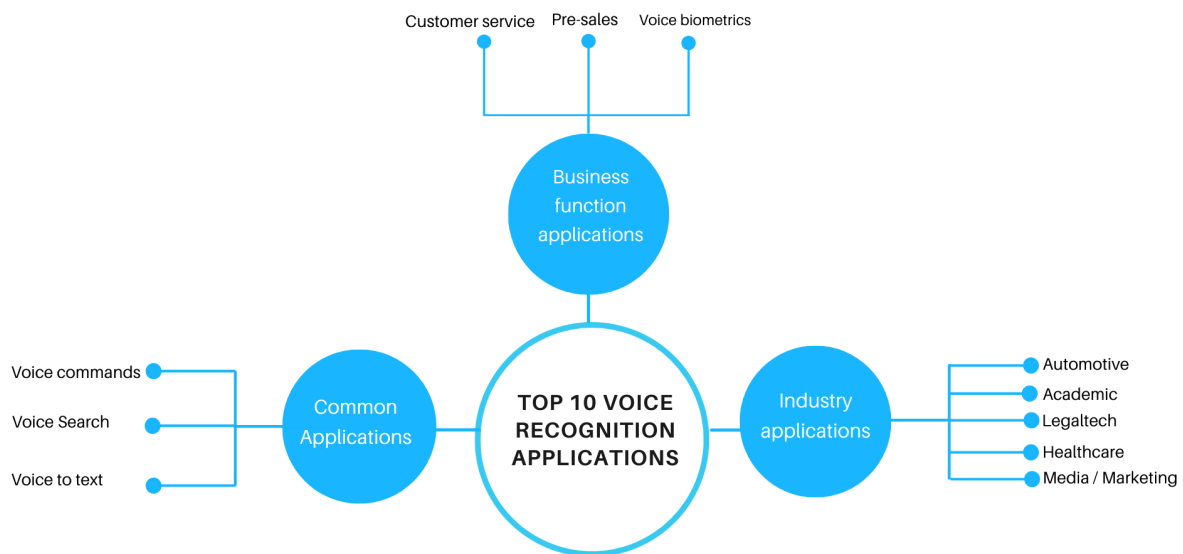 Customer service
Pre-sales
Voice biometrics
Business
function
applications
Voice commands
Voice Search
Voice to text
Common
Applications
TOP 10 VOICE
RECOGNITION
APPLICATIONS
Industry
applications
Automotive
Academic
Legaltech
Healthcare
Media / Marketing